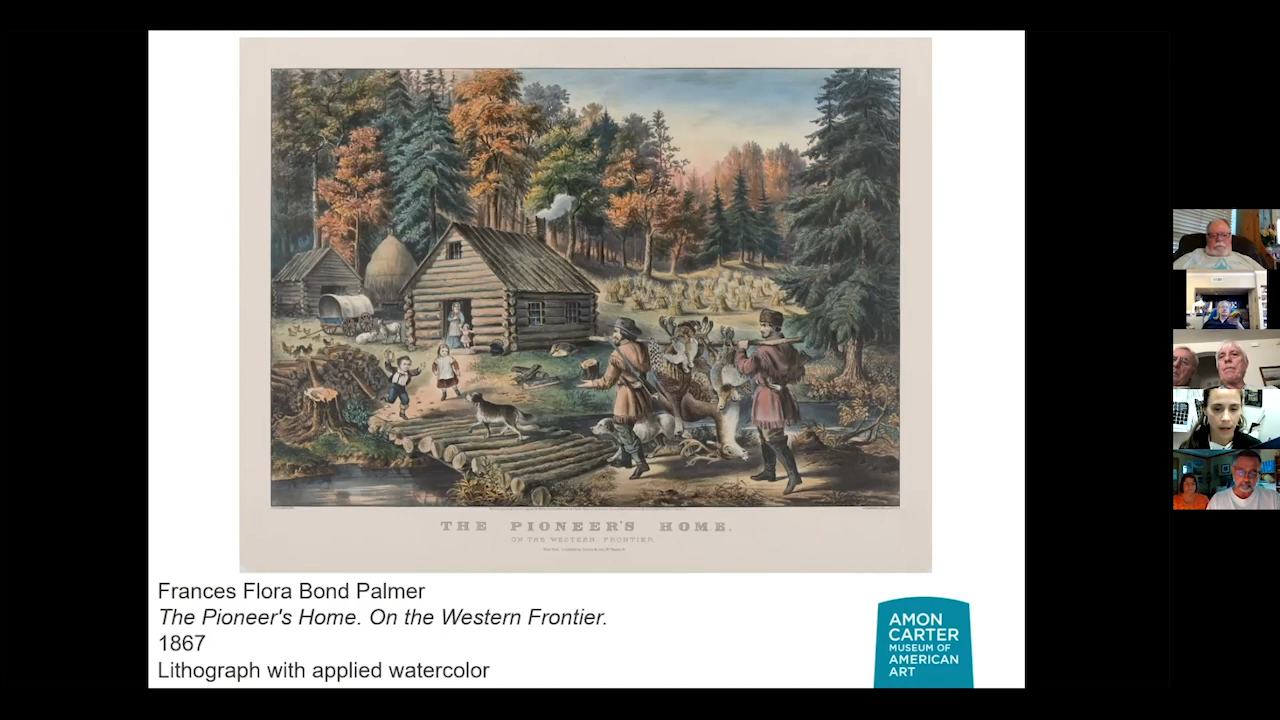 THE PIONEER'S HOME.
ON THE WESTERN FRONTIER.
Frances Flora Bond Palmer
The Pioneer's Home. On the Western Frontier.
1867
Lithograph with applied watercolor
AMON
CARTER
MUSEUM OF
AMERICAN
ART